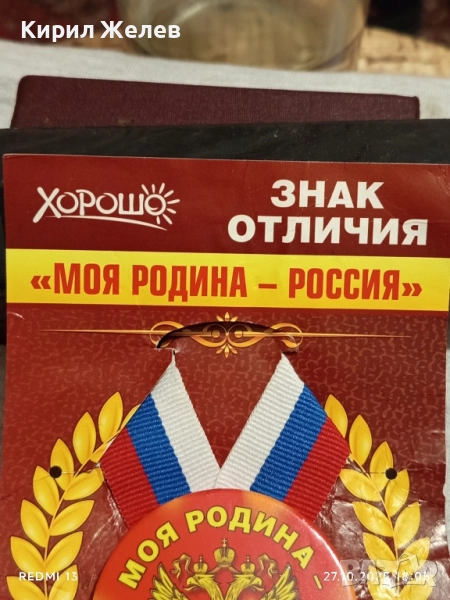 Кирил Желев
ХОРОШО
ЗНАК
ОТЛИЧИЯ
«МОЯ РОДИНА – РОССИЯ»
МОЯ РОДИНА –
REDMI 13